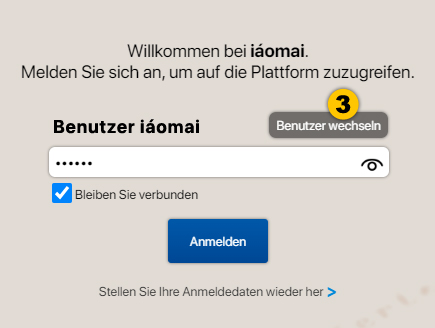 Willkommen bei iáomai.
Melden Sie sich an, um auf die Plattform zuzugreifen.
3
Benutzer iáomai
Benutzer wechseln
••••••
Bleiben Sie verbunden
Anmelden
Stellen Sie Ihre Anmeldedaten wieder her >